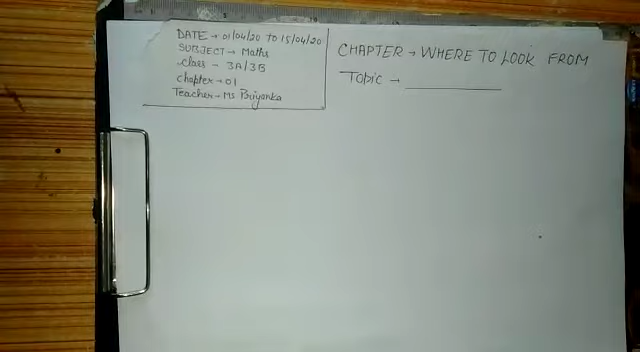 DATE → 01/04/20 TO 15/04/20
SUBJECT → Maths
class - 3A/3B
chapter → 01
Teacher → Ms Priyanka
CHAPTER → WHERE TO LOOK FROM
Topic → ________